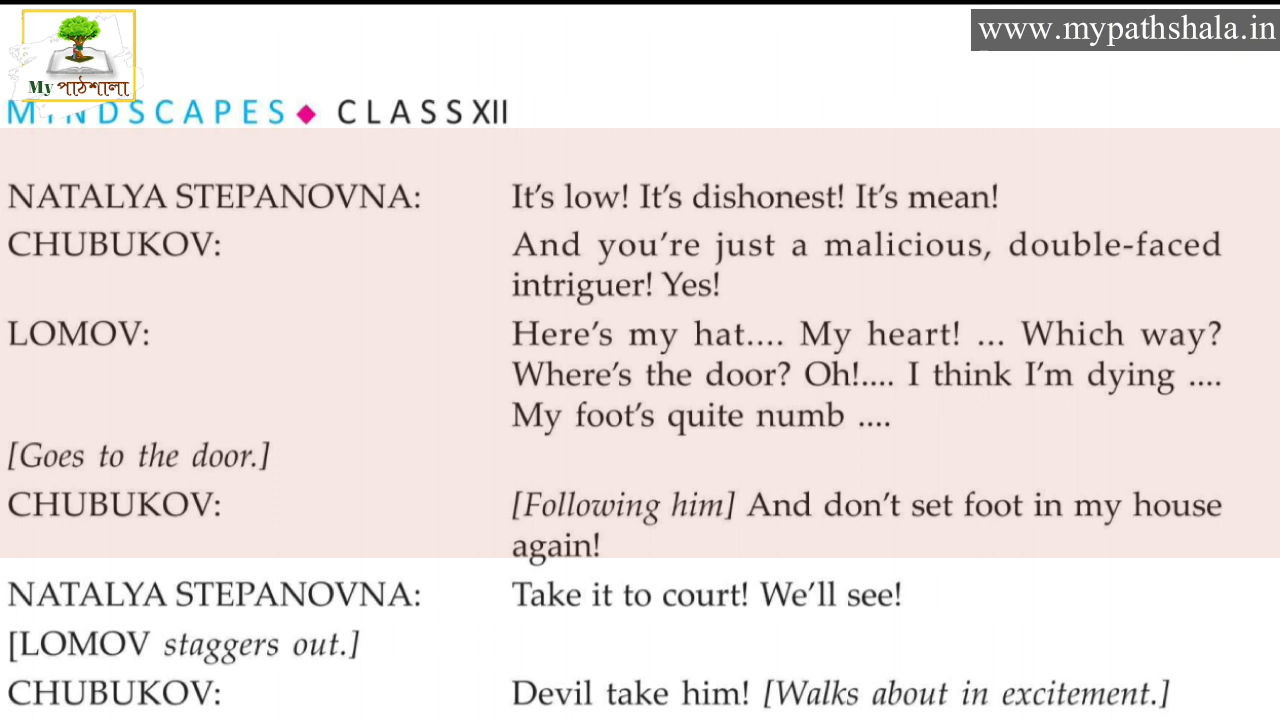 www.mypathshala.in
My পাঠশালা
MINDSCAPES ◆ CLASS XII
NATALYA STEPANOVNA: It's low! It's dishonest! It's mean!
CHUBUKOV: And you're just a malicious, double-faced
intriguer! Yes!
LOMOV: Here's my hat.... My heart! ... Which way?
Where's the door? Oh!.... I think I'm dying ....
My foot's quite numb ....
[Goes to the door.]
CHUBUKOV: [Following him] And don't set foot in my house
again!
NATALYA STEPANOVNA: Take it to court! We'll see!
[LOMOV staggers out.]
CHUBUKOV: Devil take him! [Walks about in excitement.]